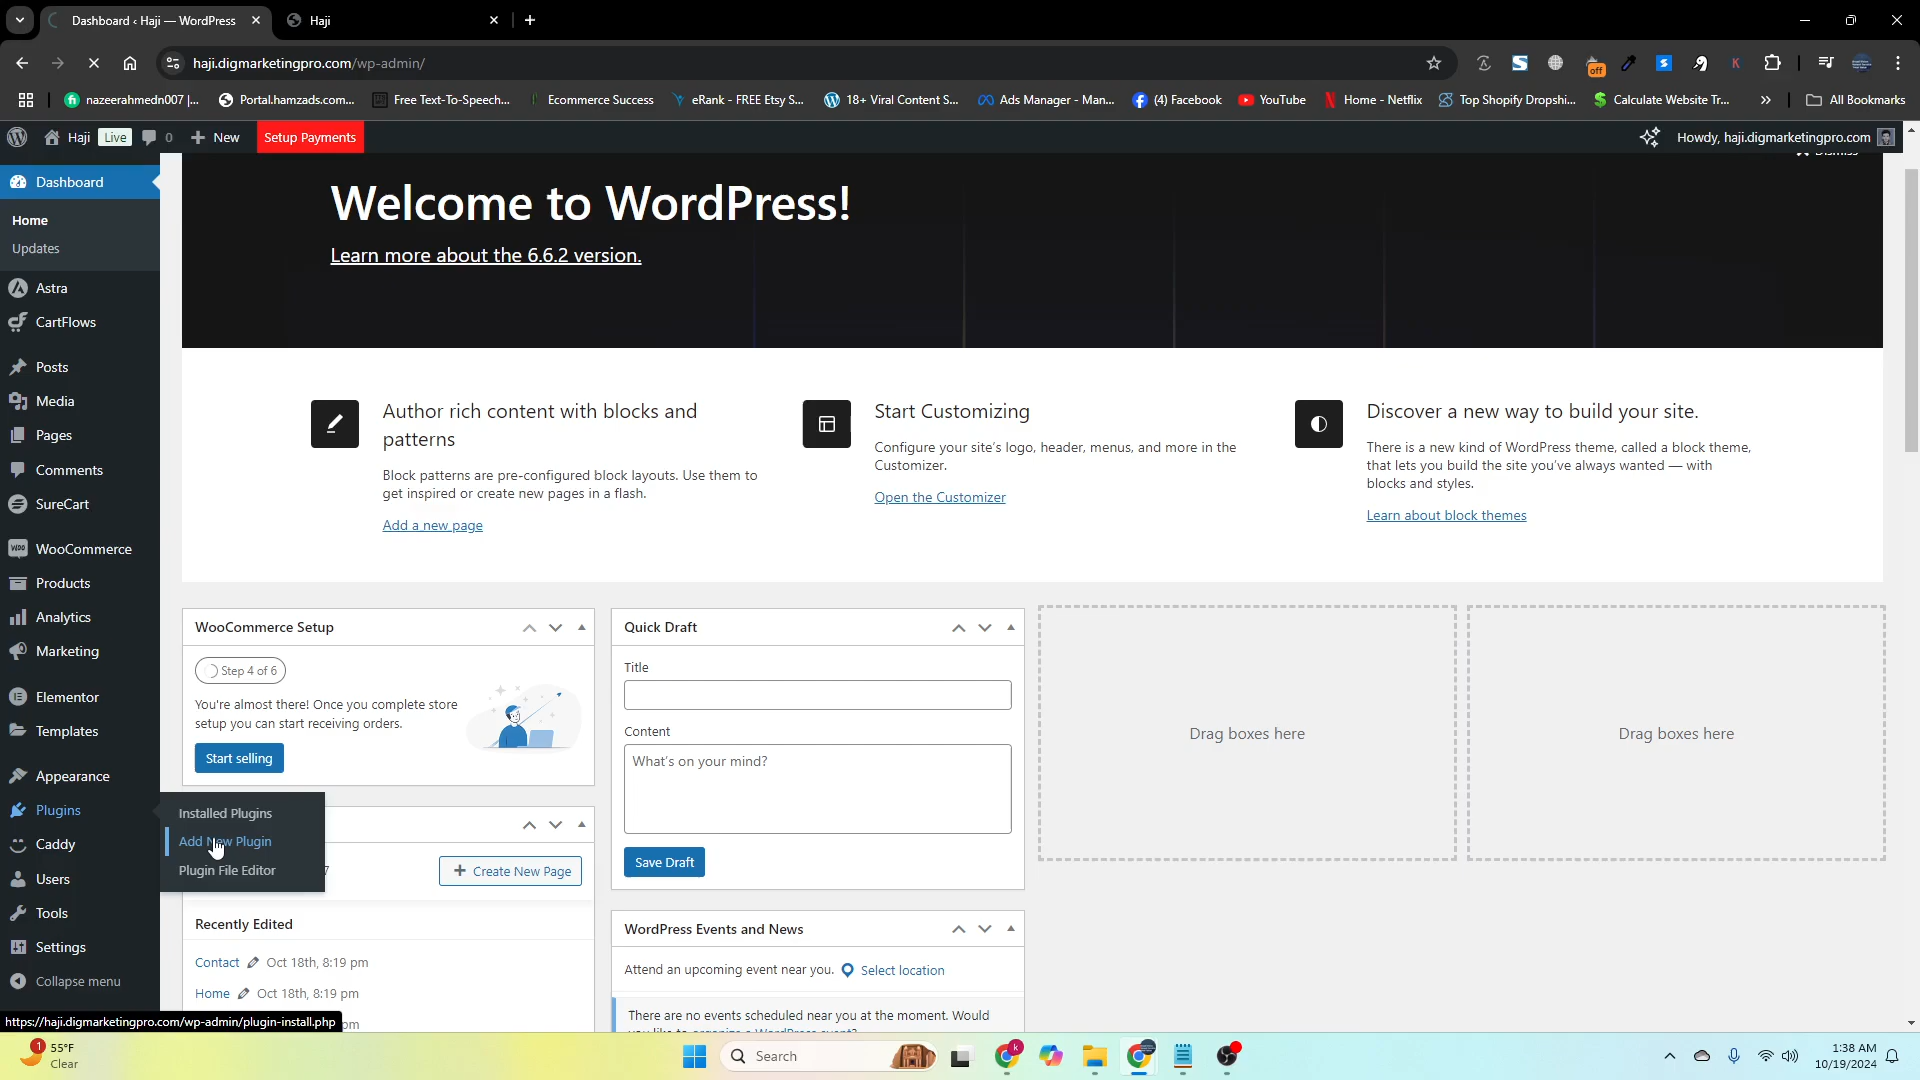 Dashboard ‹ Haji — WordPress
Haji
haji.digmarketingpro.com/wp-admin/
nazeerahmedn007 |...
Portal.hamzads.com...
Free Text-To-Speech...
Ecommerce Success
eRank - FREE Etsy S...
18+ Viral Content S...
Ads Manager - Man...
(4) Facebook
YouTube
Home - Netflix
Top Shopify Dropshi...
Calculate Website Tr...
All Bookmarks
Haji Live 0 New Setup Payments
Howdy, haji.digmarketingpro.com
Dashboard
Home
Updates
Astra
CartFlows
Posts
Media
Pages
Comments
SureCart
WooCommerce
Products
Analytics
Marketing
Elementor
Templates
Appearance
Plugins
Caddy
Users
Tools
Settings
Collapse menu
Installed Plugins
Add New Plugin
Plugin File Editor
Welcome to WordPress!
Learn more about the 6.6.2 version.
Author rich content with blocks and
patterns
Block patterns are pre-configured block layouts. Use them to
get inspired or create new pages in a flash.
Add a new page
Start Customizing
Configure your site's logo, header, menus, and more in the
Customizer.
Open the Customizer
Discover a new way to build your site.
There is a new kind of WordPress theme, called a block theme,
that lets you build the site you've always wanted — with
blocks and styles.
Learn about block themes
WooCommerce Setup
Step 4 of 6
You're almost there! Once you complete store
setup you can start receiving orders.
Start selling
Create New Page
Recently Edited
Contact Oct 18th, 8:19 pm
Home Oct 18th, 8:19 pm
pm
Quick Draft
Title
Content
What's on your mind?
Save Draft
WordPress Events and News
Attend an upcoming event near you. Select location
There are no events scheduled near you at the moment. Would
you like to organize a WordPress event?
Drag boxes here
Drag boxes here
https://haji.digmarketingpro.com/wp-admin/plugin-install.php
1
55°F
Clear
Search
1:38 AM
10/19/2024